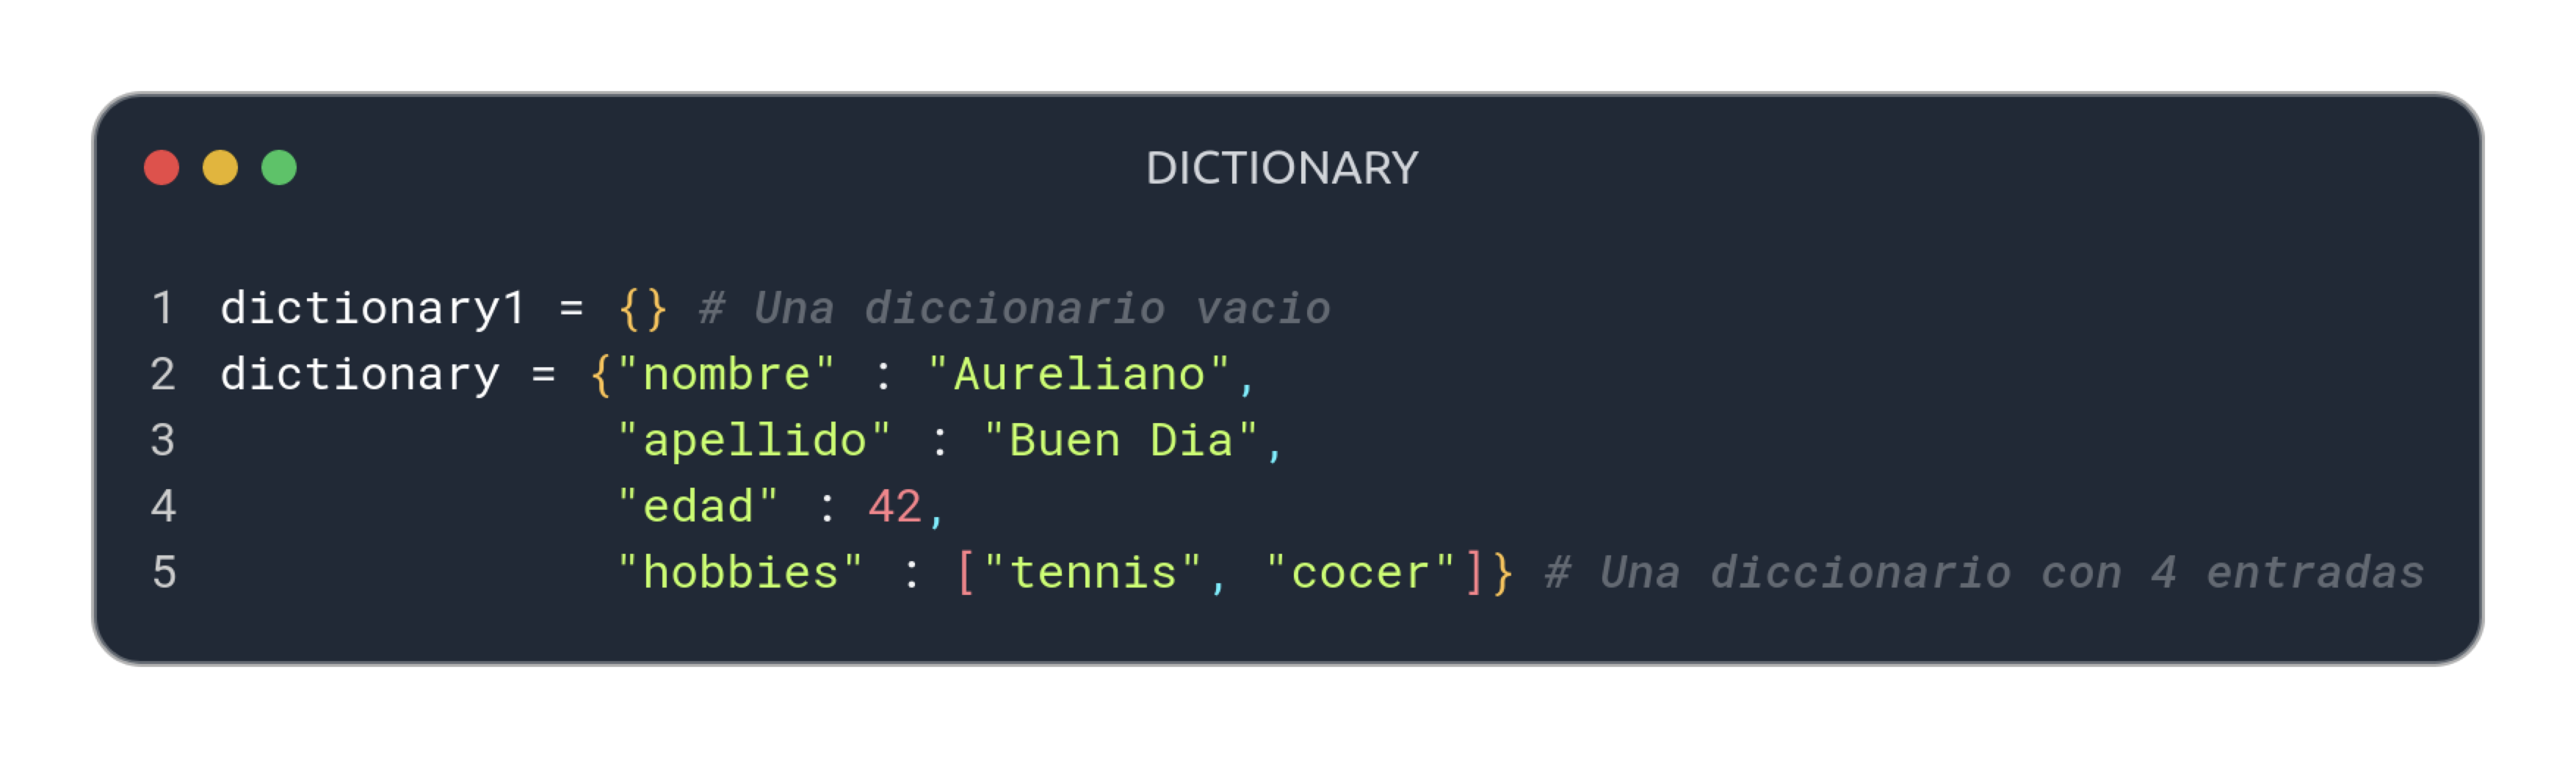 DICTIONARY
1 dictionary1 = {} # Una diccionario vacio
2 dictionary = {"nombre" : "Aureliano",
3 "apellido" : "Buen Dia",
4 "edad" : 42,
5 "hobbies" : ["tennis", "cocer"]} # Una diccionario con 4 entradas